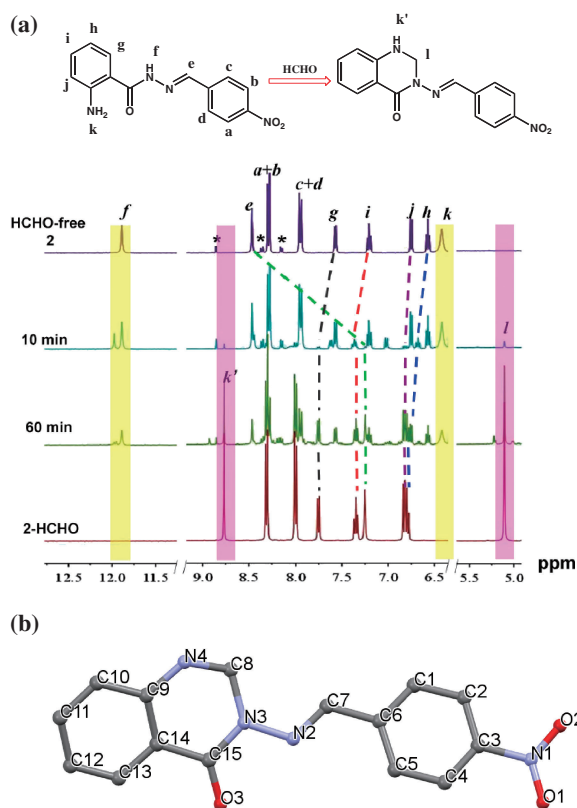 (a)
k'
h
H
N
l
i
g
f
c
HCHO
NH
e
b
N
N
N
j
O
d
O
N
NH2
NO2
a
NO2
k
a+b
c+d
f
e
g
i
j
h
k
HCHO-free
2
*
*
*
10 min
l
k'
60 min
2-HCHO
12.5
12.0
11.5
9.0
8.5
8.0
7.5
7.0
6.5
5.5
5.0
ppm
(b)
N4
C8
C10
C9
C7
C1
C2
O2
C11
N3
C6
C14
N2
C3
N1
C12
C15
C5
C13
C4
O3
O1